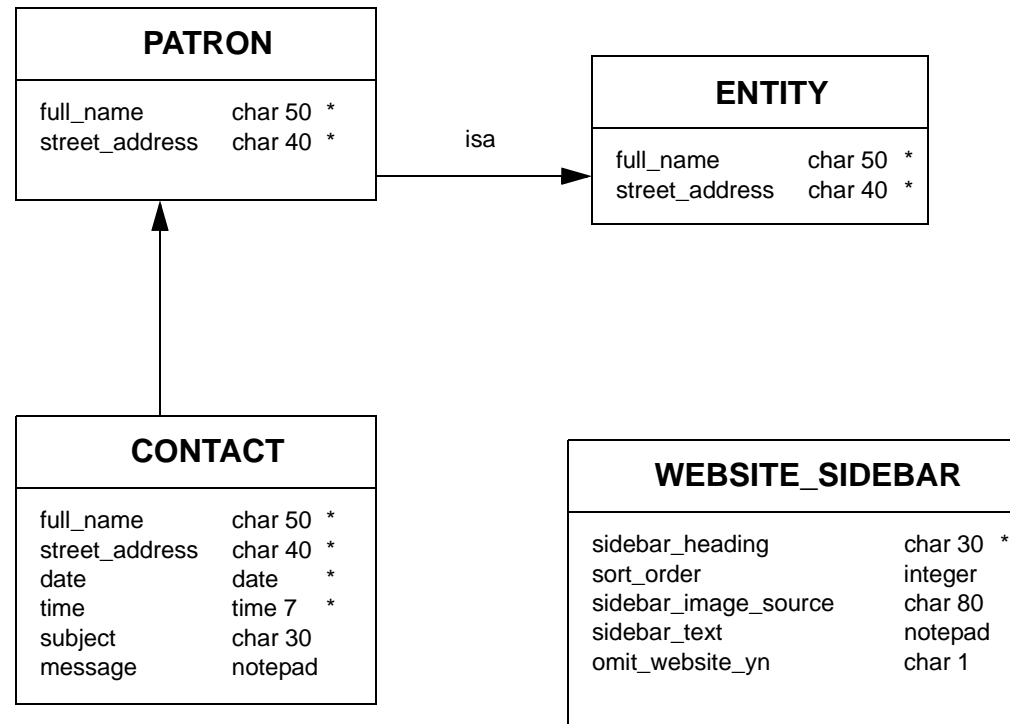 PATRON
full_name char 50 *
street_address char 40 *
isa
ENTITY
full_name char 50 *
street_address char 40 *
CONTACT
full_name char 50 *
street_address char 40 *
date date *
time time 7 *
subject char 30
message notepad
WEBSITE_SIDEBAR
sidebar_heading char 30 *
sort_order integer
sidebar_image_source char 80
sidebar_text notepad
omit_website_yn char 1